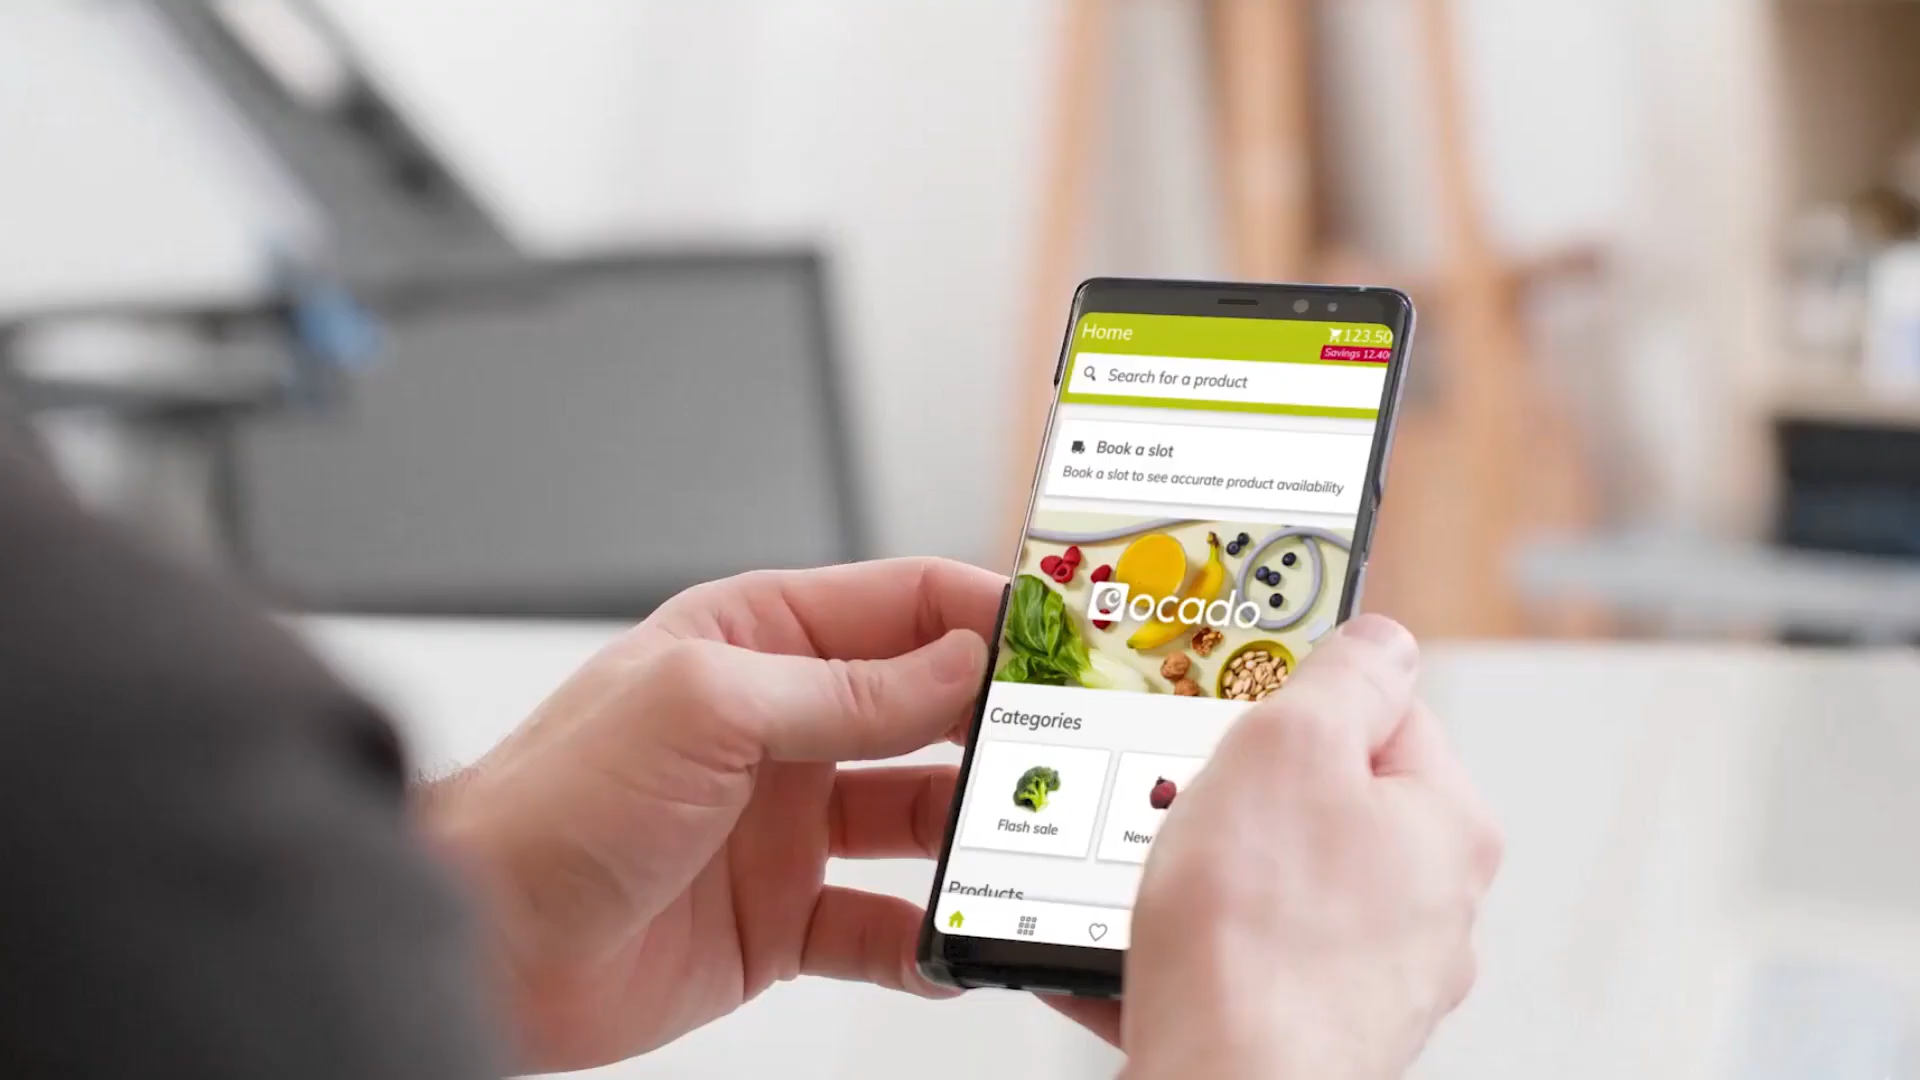 Home
123.50
Savings 12.40
Search for a product
Book a slot
Book a slot to see accurate product availability
ocado
Categories
Flash sale
New
Products